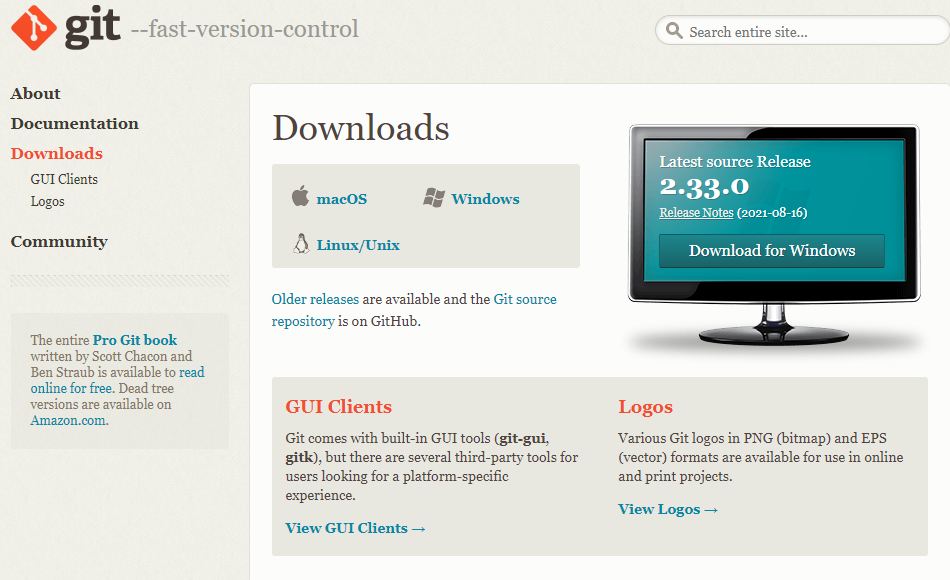 git --fast-version-control
Search entire site...
About
Documentation
Downloads
GUI Clients
Logos
Community
The entire Pro Git book
written by Scott Chacon and
Ben Straub is available to read
online for free. Dead tree
versions are available on
Amazon.com.
Downloads
macOS
Windows
Linux/Unix
Older releases are available and the Git source
repository is on GitHub.
Latest source Release
2.33.0
Release Notes (2021-08-16)
Download for Windows
GUI Clients
Git comes with built-in GUI tools (git-gui,
gitk), but there are several third-party tools for
users looking for a platform-specific
experience.
View GUI Clients →
Logos
Various Git logos in PNG (bitmap) and EPS
(vector) formats are available for use in online
and print projects.
View Logos →